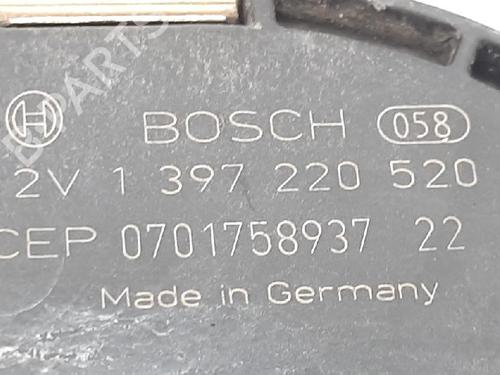 BOSCH 058
2V 1 397 220 520
CEP 0701758937 22
Made in Germany